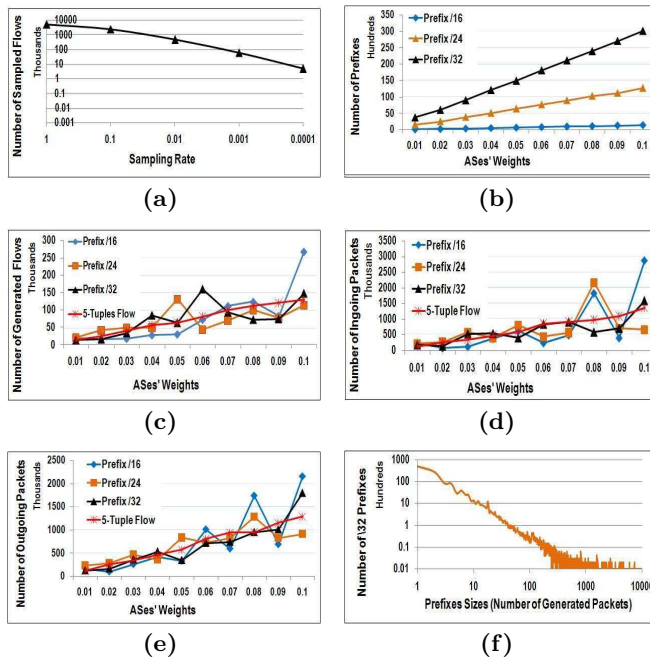 Number of Sampled Flows
Thousands
10000
1000
100
10
1
0.1
0.01
0.001
1
0.1
0.01
0.001
0.0001
Sampling Rate
(a)
Number of Prefixes
Hundreds
350
300
250
200
150
100
50
0
Prefix /16
Prefix /24
Prefix /32
0.01 0.02 0.03 0.04 0.05 0.06 0.07 0.08 0.09 0.1
ASes' Weights
(b)
Number of Generated Flows
Thousands
300
250
200
150
100
50
0
Prefix /16
Prefix /24
Prefix /32
5-Tuples Flow
0.01 0.02 0.03 0.04 0.05 0.06 0.07 0.08 0.09 0.1
ASes' Weights
(c)
Number of Ingoing Packets
Thousands
3500
3000
2500
2000
1500
1000
500
0
Prefix /16
Prefix /24
Prefix /32
5-Tuple Flow
0.01 0.02 0.03 0.04 0.05 0.06 0.07 0.08 0.09 0.1
ASes' Weights
(d)
Number of Outgoing Packets
Thousands
2500
2000
1500
1000
500
0
Prefix /16
Prefix /24
Prefix /32
5-Tuple Flow
0.01 0.02 0.03 0.04 0.05 0.06 0.07 0.08 0.09 0.1
ASes' Weights
(e)
Number of \32 Prefixes
Hundreds
1000
100
10
1
0.1
0.01
1 10 100 1000 10000
Prefixes Sizes (Number of Generated Packets)
(f)